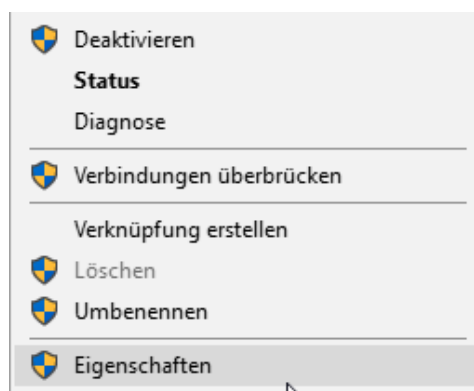 Deaktivieren
Status
Diagnose
Verbindungen überbrücken
Verknüpfung erstellen
Löschen
Umbenennen
Eigenschaften